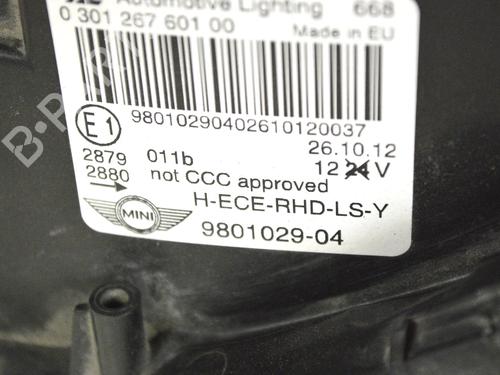 Automotive Lighting 668
0 301 267 601 00 Made in EU
98010290402610120037
E1
26.10.12
2879 011b 12 24 V
2880 not CCC approved
H-ECE-RHD-LS-Y
MINI
9801029-04
B-PARTS